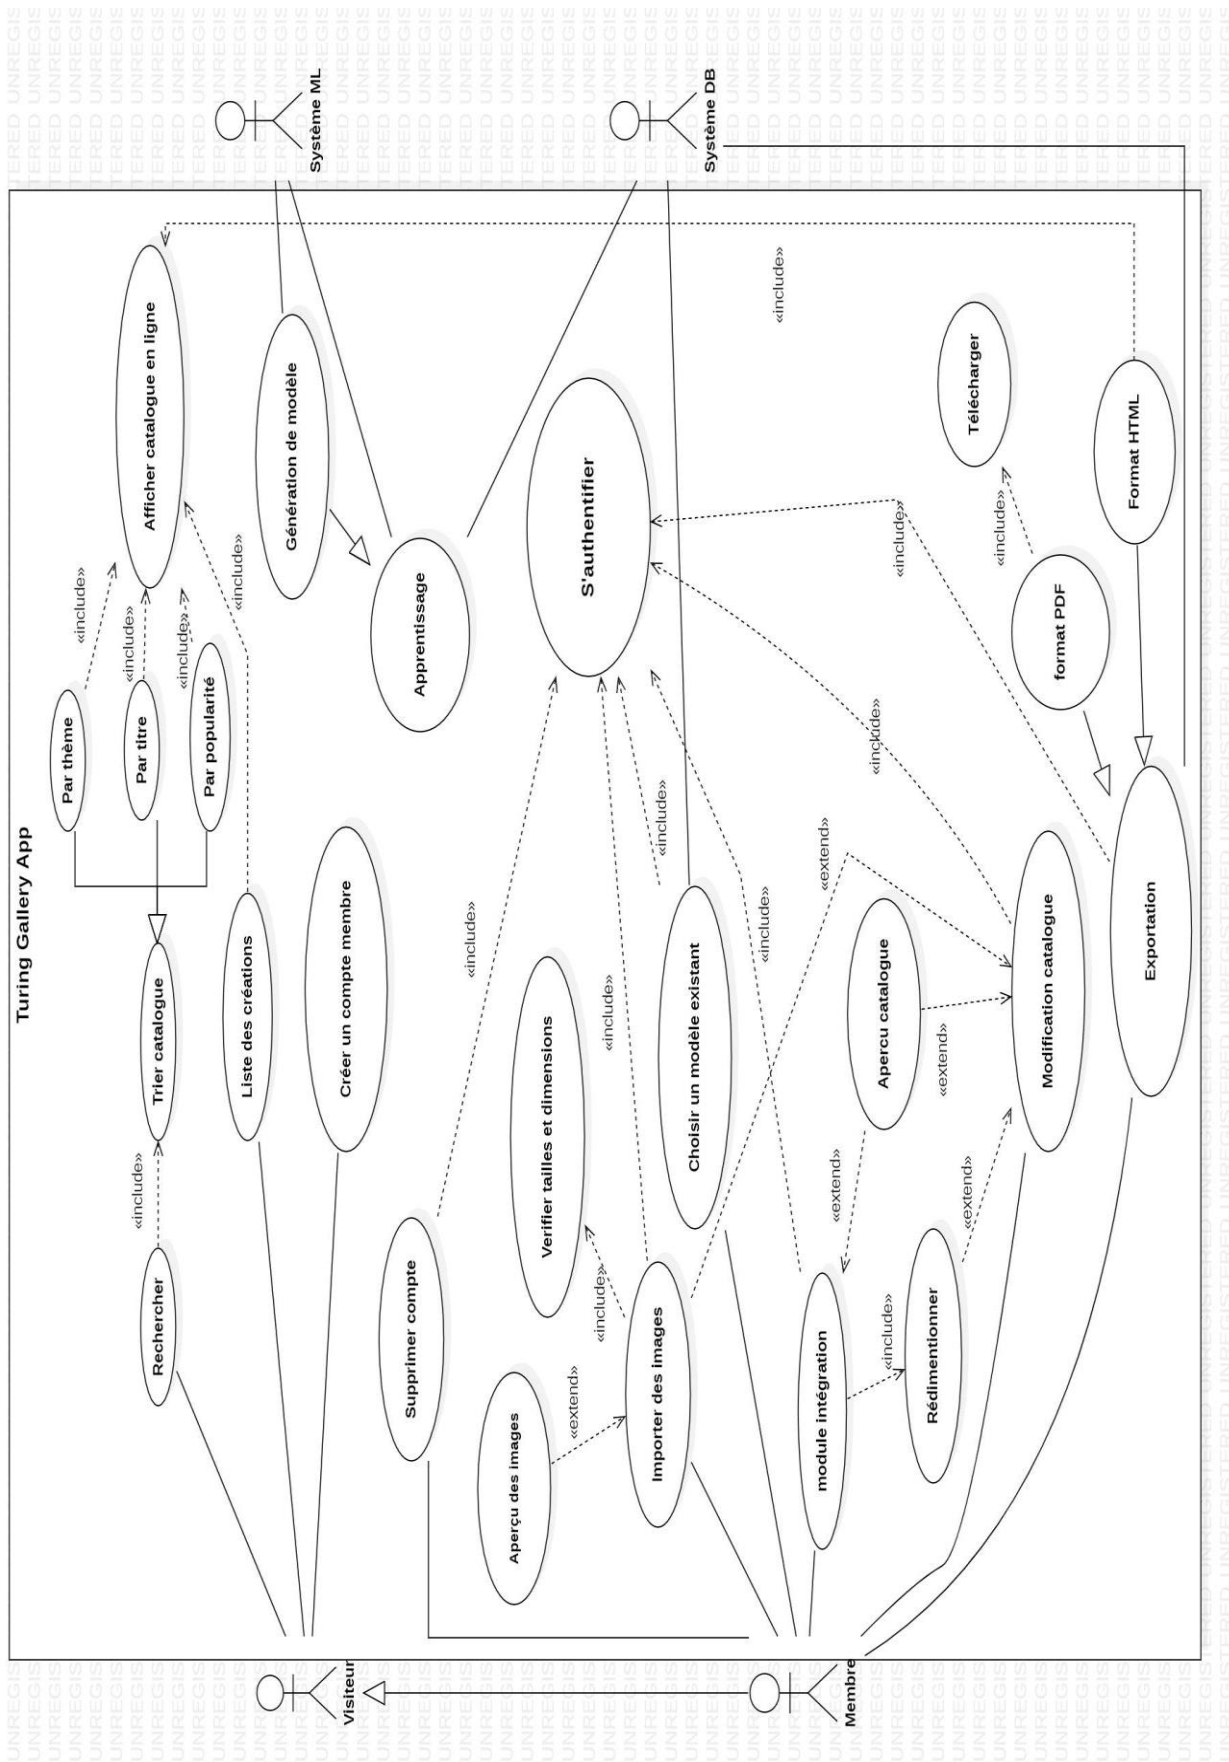 Turing Gallery App
Visiteur
Membre
Système ML
Système DB
Rechercher
«include»
Trier catalogue
Par thème
Par titre
Par popularité
«include»
«include»
«include»
Afficher catalogue en ligne
Liste des créations
«include»
Créer un compte membre
Génération de modèle
Apprentissage
Supprimer compte
«include»
S'authentifier
Aperçu des images
«extend»
Verifier tailles et dimensions
«include»
Importer des images
«include»
Choisir un modèle existant
«include»
«include»
«extend»
module intégration
«include»
Rédimentionner
«extend»
«extend»
Apercu catalogue
«extend»
Modification catalogue
«include»
Exportation
«include»
format PDF
«include»
Télécharger
Format HTML
«include»
UNREGISTERED UNREGISTERED